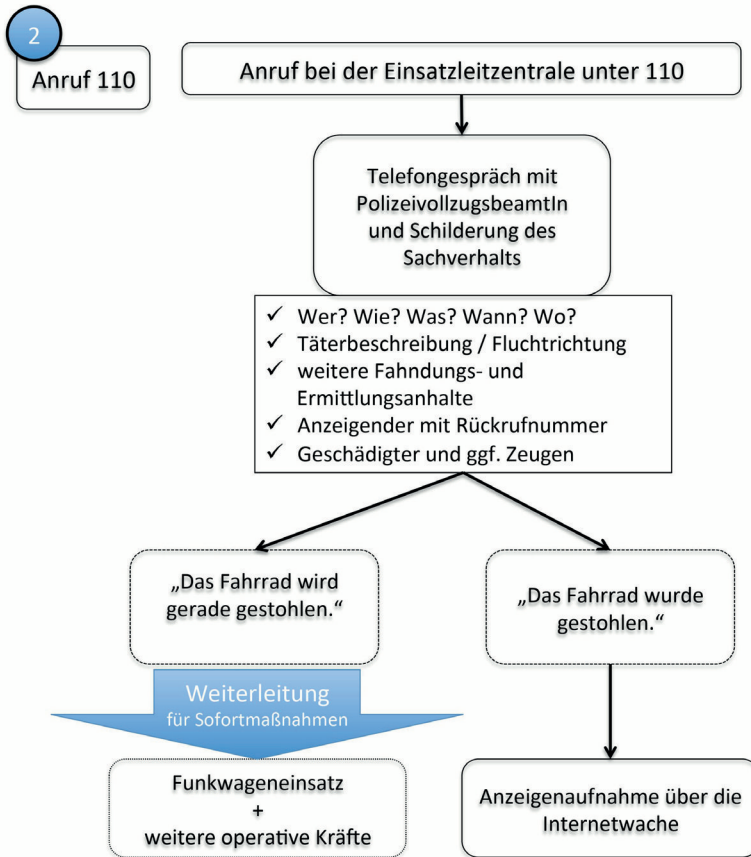 2
Anruf 110
Anruf bei der Einsatzleitzentrale unter 110
Telefongespräch mit
PolizeivollzugsbeamtIn
und Schilderung des
Sachverhalts
✓ Wer? Wie? Was? Wann? Wo?
✓ Täterbeschreibung / Fluchtrichtung
✓ weitere Fahndungs- und
Ermittlungsanhalte
✓ Anzeigender mit Rückrufnummer
✓ Geschädigter und ggf. Zeugen
„Das Fahrrad wird
gerade gestohlen.“
„Das Fahrrad wurde
gestohlen.“
Weiterleitung
für Sofortmaßnahmen
Funkwageneinsatz
+
weitere operative Kräfte
Anzeigenaufnahme über die
Internetwache